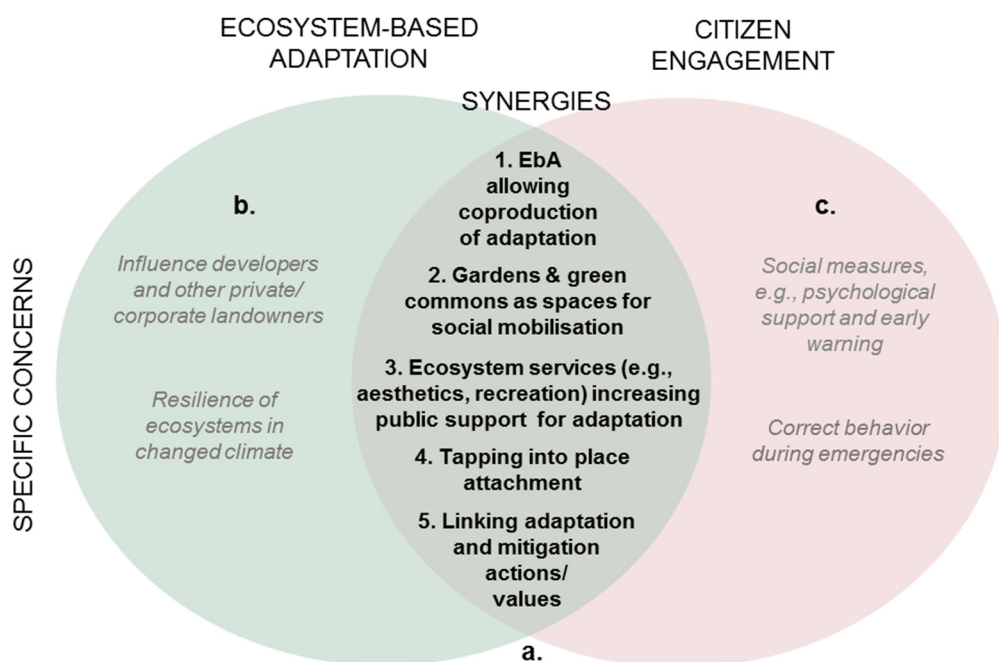 ECOSYSTEM-BASED
ADAPTATION
CITIZEN
ENGAGEMENT
SYNERGIES
SPECIFIC CONCERNS
b.
Influence developers
and other private/
corporate landowners
Resilience of
ecosystems in
changed climate
1. EbA
allowing
coproduction
of adaptation
2. Gardens & green
commons as spaces for
social mobilisation
3. Ecosystem services (e.g.,
aesthetics, recreation) increasing
public support for adaptation
4. Tapping into place
attachment
5. Linking adaptation
and mitigation
actions/
values
a.
c.
Social measures,
e.g., psychological
support and early
warning
Correct behavior
during emergencies